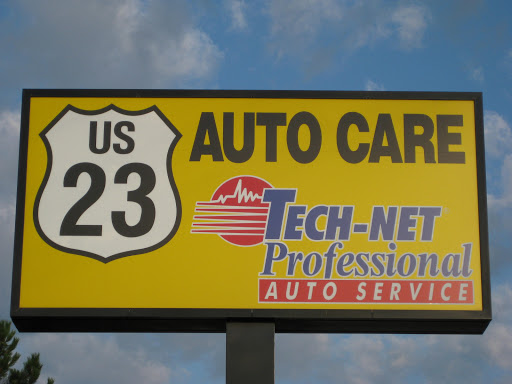 US
23
AUTO CARE
TECH-NET
Professional
AUTO SERVICE